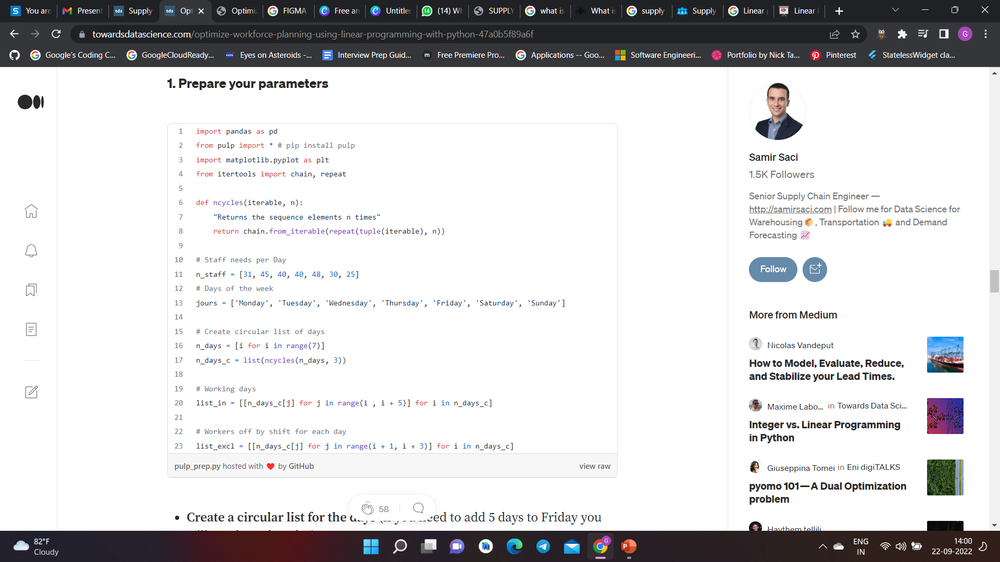 You are
Present
tds Supply
tds Opt
Optimiz
FIGMA
Free an
Untitled
(14) Wh
SUPPLY
what is
What is
supply
Supply
Linear
Linear
towardsdatascience.com/optimize-workforce-planning-using-linear-programming-with-python-47a0b5f89a6f
G
Google's Coding C...
GoogleCloudReady...
Eyes on Asteroids -...
Interview Prep Guid...
Free Premiere Pro...
Applications -- Goo...
Software Engineeri...
Portfolio by Nick Ta...
Pinterest
StatelessWidget cla...
1. Prepare your parameters
1 import pandas as pd
2 from pulp import * # pip install pulp
3 import matplotlib.pyplot as plt
4 from itertools import chain, repeat
5
6 def ncycles(iterable, n):
7 "Returns the sequence elements n times"
8 return chain.from_iterable(repeat(tuple(iterable), n))
9
10 # Staff needs per Day
11 n_staff = [31, 45, 40, 40, 48, 30, 25]
12 # Days of the week
13 jours = ['Monday', 'Tuesday', 'Wednesday', 'Thursday', 'Friday', 'Saturday', 'Sunday']
14
15 # Create circular list of days
16 n_days = [i for i in range(7)]
17 n_days_c = list(ncycles(n_days, 3))
18
19 # Working days
20 list_in = [[n_days_c[j] for j in range(i , i + 5)] for i in n_days_c]
21
22 # Workers off by shift for each day
23 list_excl = [[n_days_c[j] for j in range(i + 1, i + 3)] for i in n_days_c]
pulp_prep.py hosted with ❤ by GitHub
view raw
58
• Create a circular list for the need to add 5 days to Friday you
Samir Saci
1.5K Followers
Senior Supply Chain Engineer —
http://samirsaci.com | Follow me for Data Science for
Warehousing 📦, Transportation 🚚 and Demand
Forecasting 📈
Follow
More from Medium
Nicolas Vandeput
How to Model, Evaluate, Reduce,
and Stabilize your Lead Times.
Maxime Labo... in Towards Data Sci...
Integer vs. Linear Programming
in Python
Giuseppina Tomei in Eni digiTALKS
pyomo 101—A Dual Optimization
problem
Haythem tellili
82°F
Cloudy
ENG
IN
14:00
22-09-2022